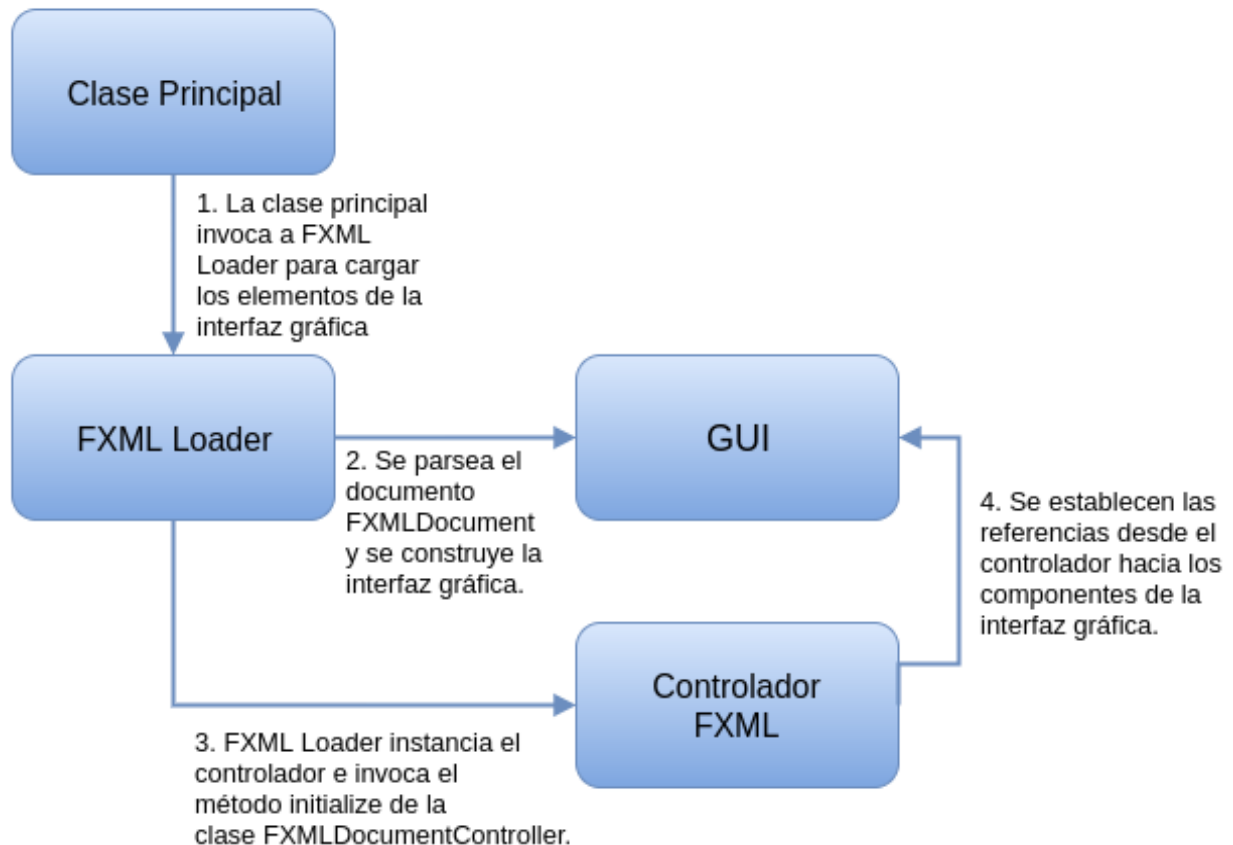 Clase Principal
1. La clase principal
invoca a FXML
Loader para cargar
los elementos de la
interfaz gráfica
FXML Loader
2. Se parsea el
documento
FXMLDocument
y se construye la
interfaz gráfica.
GUI
4. Se establecen las
referencias desde el
controlador hacia los
componentes de la
interfaz gráfica.
Controlador
FXML
3. FXML Loader instancia el
controlador e invoca el
método initialize de la
clase FXMLDocumentController.